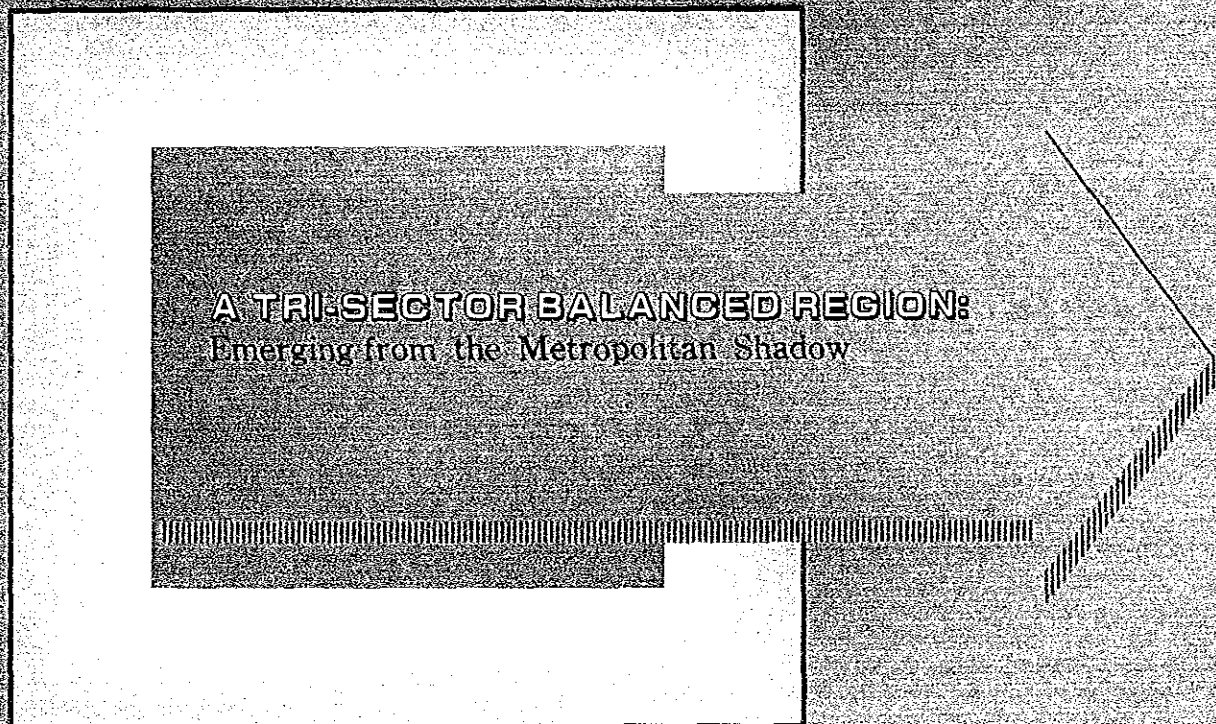 A TRI-SECTOR BALANCED REGION:
Emerging from the Metropolitan Shadow